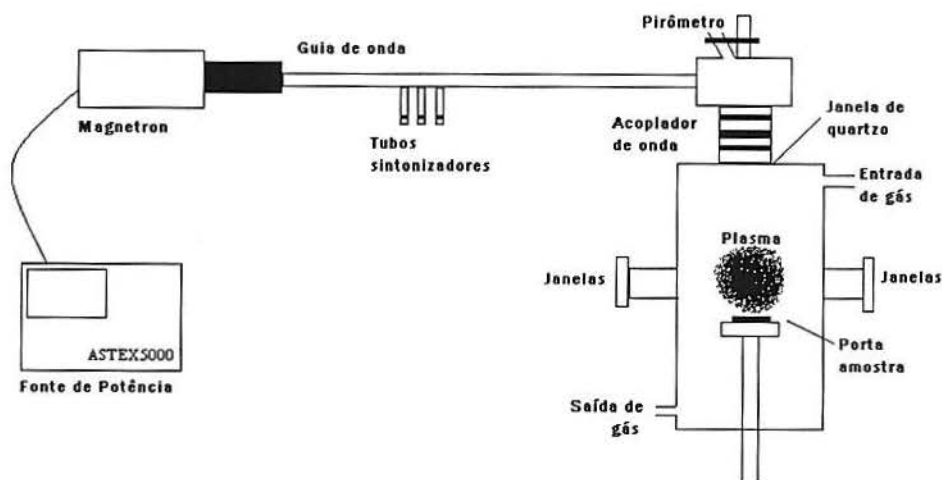 Pirômetro
Guia de onda
Magnetron
Tubos
sintonizadores
Acoplador
de onda
Janela de
quartzo
Entrada
de gás
Plasma
Janelas
Janelas
ASTEX5000
Fonte de Potência
Porta
amostra
Saída de
gás